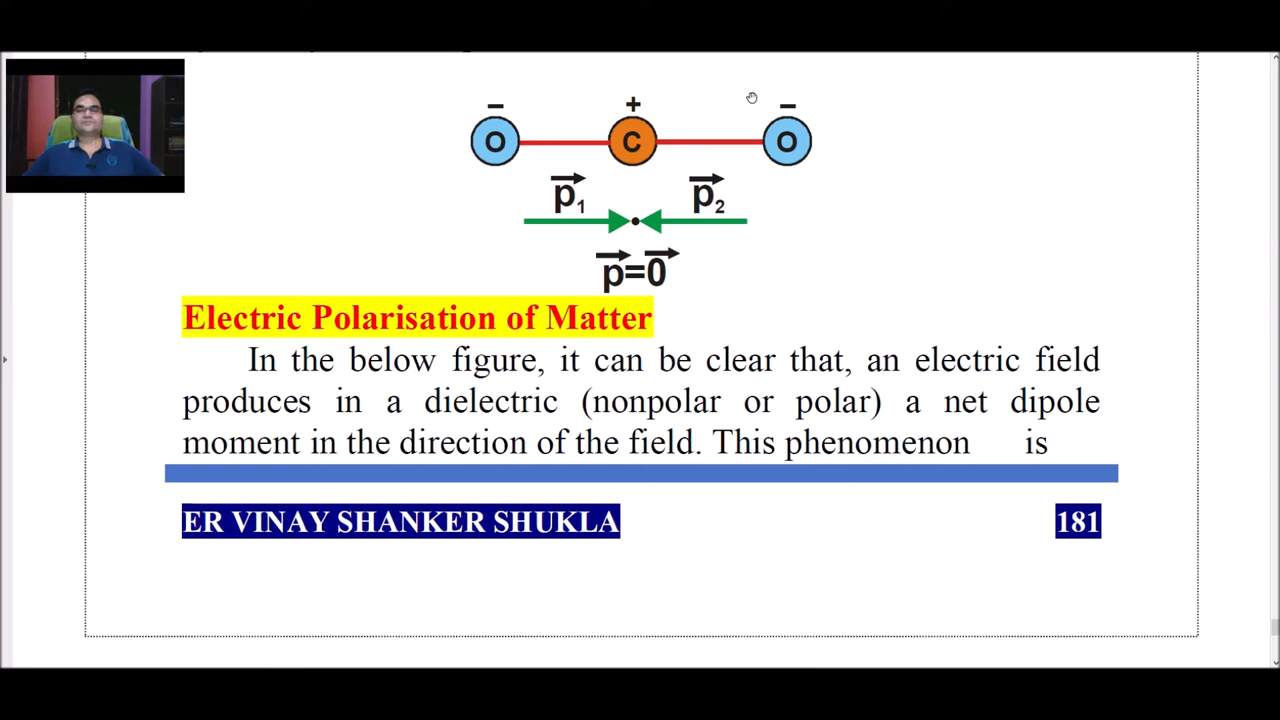 − + −
O C O
p₁ p₂
p=0
Electric Polarisation of Matter
In the below figure, it can be clear that, an electric field
produces in a dielectric (nonpolar or polar) a net dipole
moment in the direction of the field. This phenomenon is
ER VINAY SHANKER SHUKLA 181